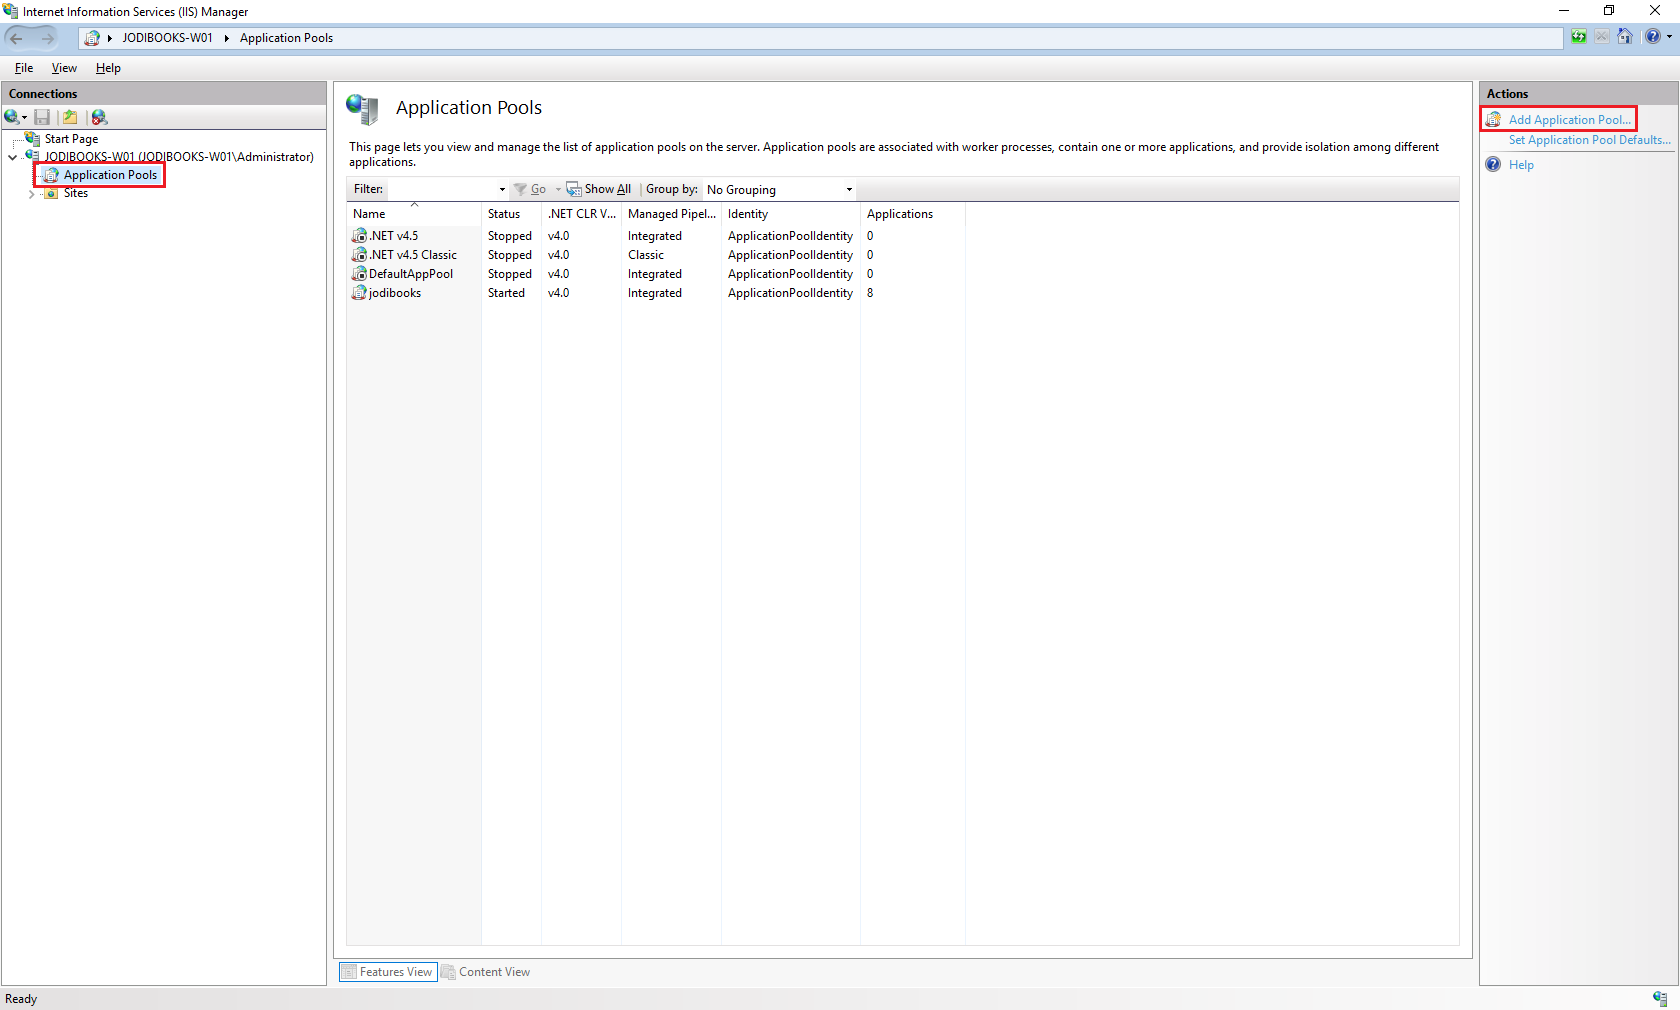 Internet Information Services (IIS) Manager
JODIBOOKS-W01 Application Pools
File View Help
Connections
Start Page
JODIBOOKS-W01 (JODIBOOKS-W01\Administrator)
Application Pools
Sites
Application Pools
This page lets you view and manage the list of application pools on the server. Application pools are associated with worker processes, contain one or more applications, and provide isolation among different
applications.
Filter: Go Show All Group by: No Grouping
Name Status .NET CLR V... Managed Pipel... Identity Applications
.NET v4.5 Stopped v4.0 Integrated ApplicationPoolIdentity 0
.NET v4.5 Classic Stopped v4.0 Classic ApplicationPoolIdentity 0
DefaultAppPool Stopped v4.0 Integrated ApplicationPoolIdentity 0
jodibooks Started v4.0 Integrated ApplicationPoolIdentity 8
Features View Content View
Actions
Add Application Pool...
Set Application Pool Defaults...
Help
Ready